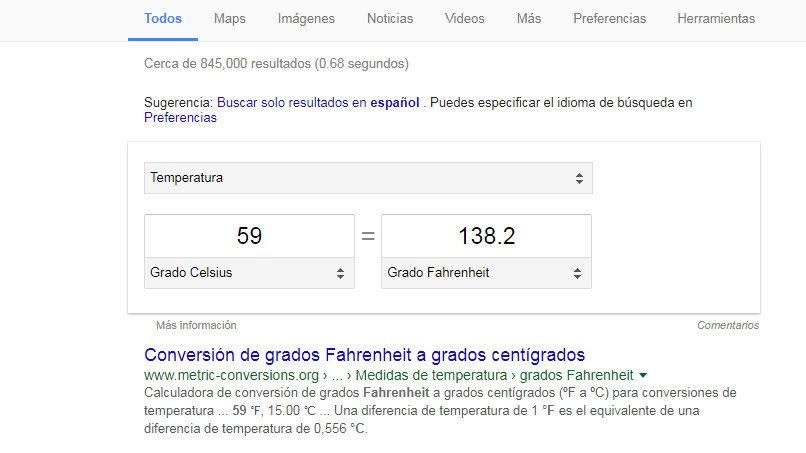 Todos Maps Imágenes Noticias Videos Más Preferencias Herramientas
Cerca de 845,000 resultados (0.68 segundos)
Sugerencia: Buscar solo resultados en español . Puedes especificar el idioma de búsqueda en
Preferencias
Temperatura
59 = 138.2
Grado Celsius Grado Fahrenheit
Más información Comentarios
Conversión de grados Fahrenheit a grados centígrados
www.metric-conversions.org › ... › Medidas de temperatura › grados Fahrenheit
Calculadora de conversión de grados Fahrenheit a grados centígrados (ºF a ºC) para conversiones de
temperatura ... 59 °F, 15.00 °C ... Una diferencia de temperatura de 1 °F es el equivalente de una
diferencia de temperatura de 0,556 °C.